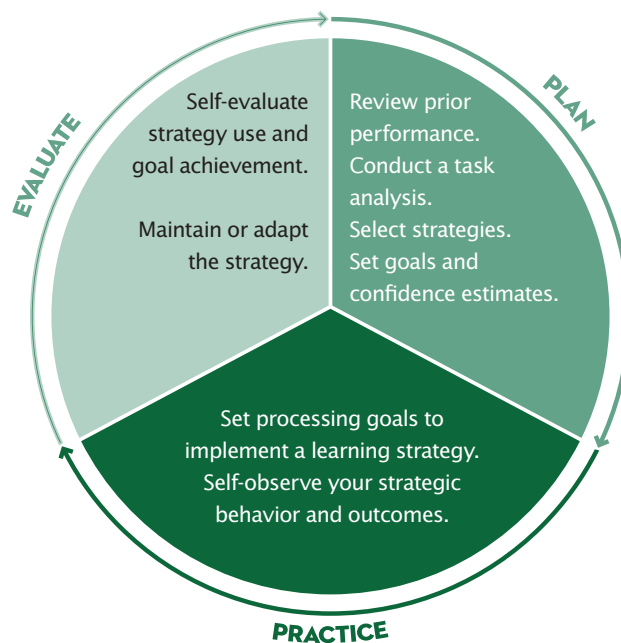 PLAN
Review prior
performance.
Conduct a task
analysis.
Select strategies.
Set goals and
confidence estimates.
PRACTICE
Set processing goals to
implement a learning strategy.
Self-observe your strategic
behavior and outcomes.
EVALUATE
Self-evaluate
strategy use and
goal achievement.
Maintain or adapt
the strategy.